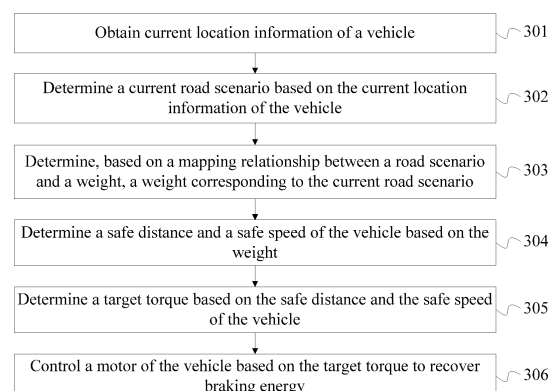 Obtain current location information of a vehicle
301
Determine a current road scenario based on the current location
information of the vehicle
302
Determine, based on a mapping relationship between a road scenario
and a weight, a weight corresponding to the current road scenario
303
Determine a safe distance and a safe speed of the vehicle based on the
weight
304
Determine a target torque based on the safe distance and the safe speed
of the vehicle
305
Control a motor of the vehicle based on the target torque to recover
braking energy
306